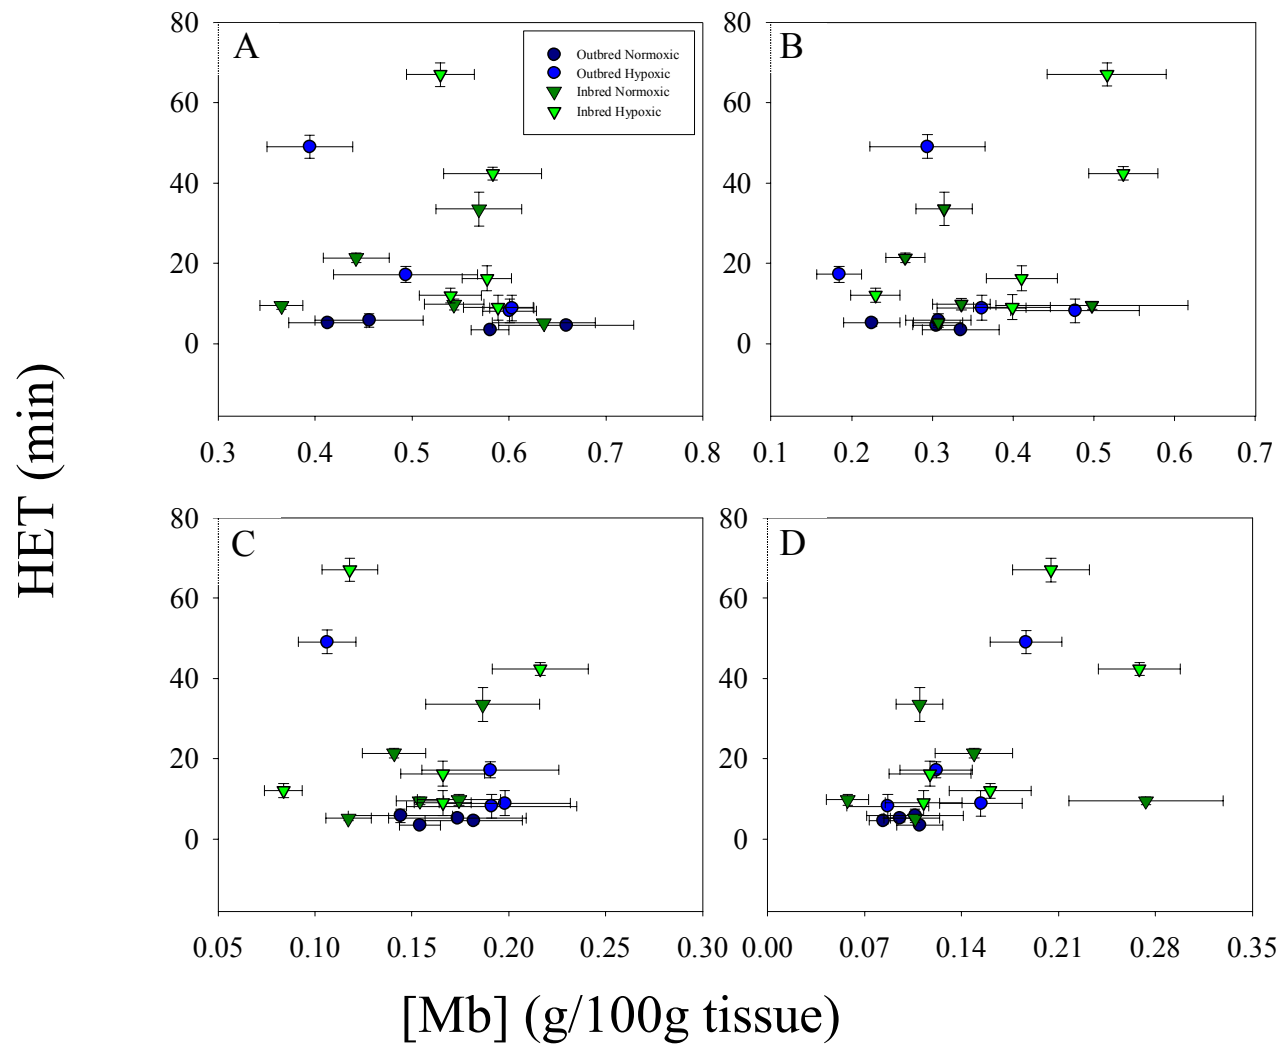 A
80
60
40
20
0
0.3 0.4 0.5 0.6 0.7 0.8
Outbred Normoxic
Outbred Hypoxic
Inbred Normoxic
Inbred Hypoxic
B
80
60
40
20
0
0.1 0.2 0.3 0.4 0.5 0.6 0.7
HET (min)
C
80
60
40
20
0
0.05 0.10 0.15 0.20 0.25 0.30
D
80
60
40
20
0
0.00 0.07 0.14 0.21 0.28 0.35
[Mb] (g/100g tissue)